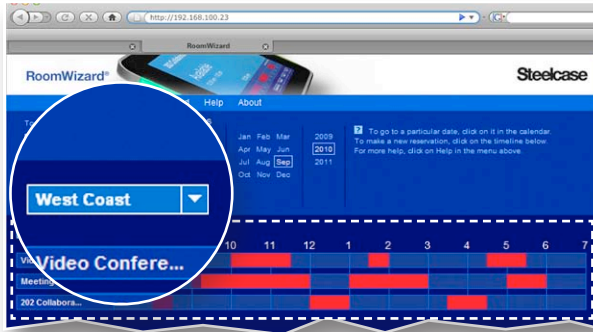 http://192.168.100.23
RoomWizard
RoomWizard®
Steelcase
Help About
Jan Feb Mar 2009
Apr May Jun 2010
Jul Aug Sep 2011
Oct Nov Dec
? To go to a particular date, click on it in the calendar.
To make a new reservation, click on the timeline below.
For more help, click on Help in the menu above.
West Coast
10 11 12 1 2 3 4 5 6 7
Video Confere...
Meeting
202 Collabora...